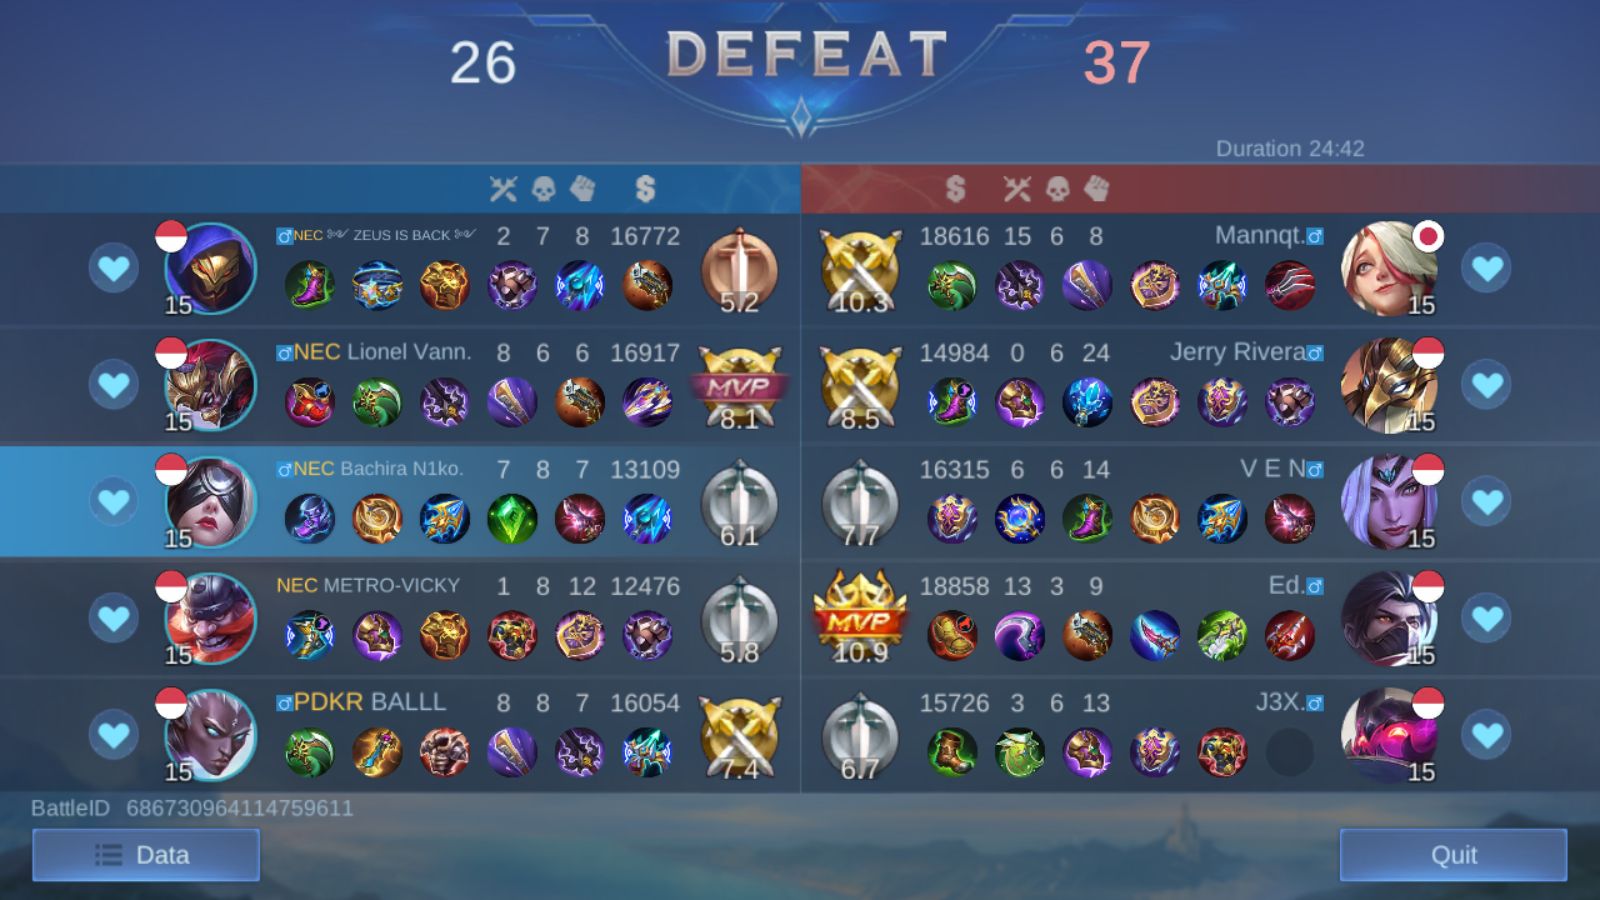 26 DEFEAT 37
Duration 24:42
NEC ZEUS IS BACK 2 7 8 16772
15 5.2
18616 15 6 8 Mannqt.
10.3 15
NEC Lionel Vann. 8 6 6 16917
MVP
15 8.1
14984 0 6 24 Jerry Rivera
8.5 15
NEC Bachira N1ko. 7 8 7 13109
15 6.1
16315 6 6 14 V E N
7.7 15
NEC METRO-VICKY 1 8 12 12476
15 5.8
18858 13 3 9 Ed.
MVP
10.9 15
PDKR BALLL 8 8 7 16054
15 7.4
15726 3 6 13 J3X.
6.7 15
BattleID 686730964114759611
Data
Quit